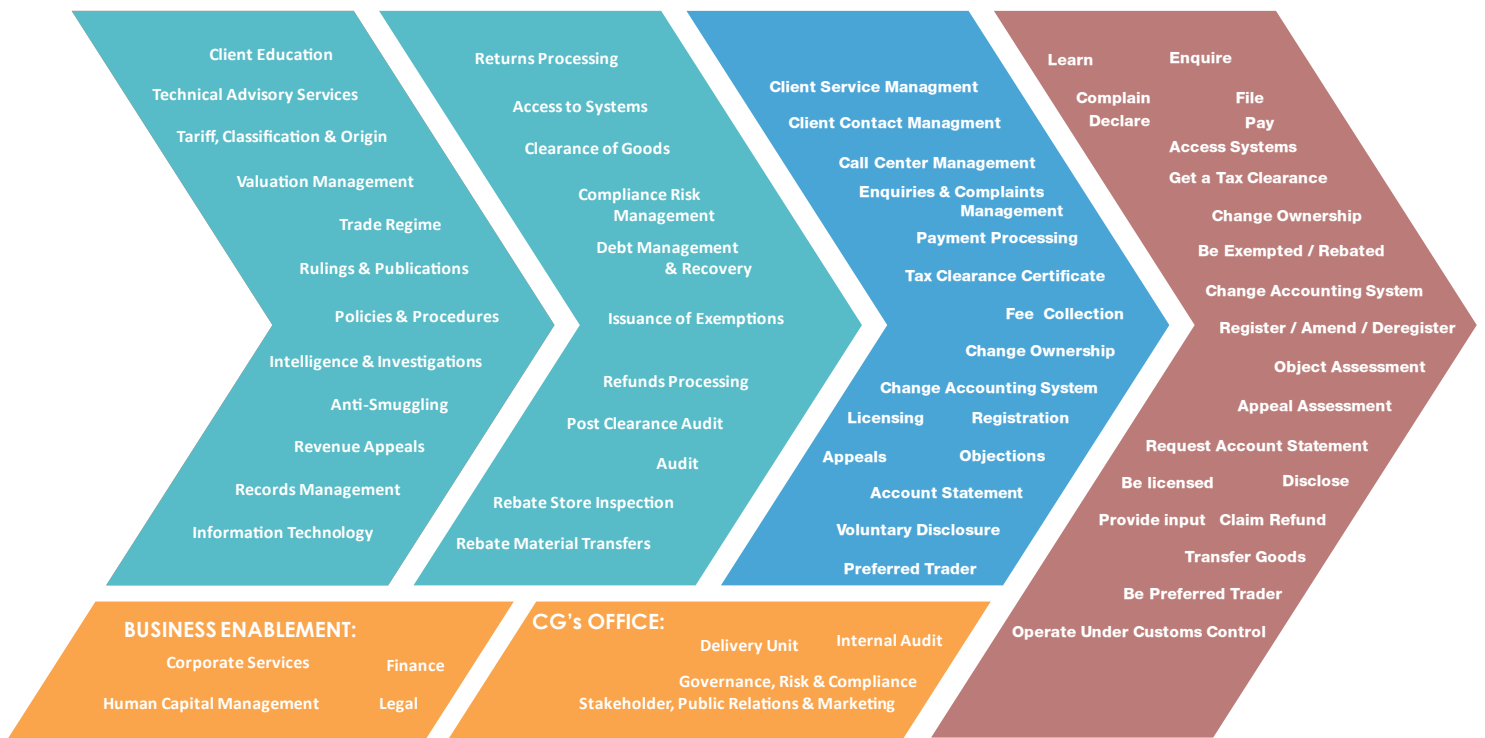 Client Education
Technical Advisory Services
Tariff, Classification & Origin
Valuation Management
Trade Regime
Rulings & Publications
Policies & Procedures
Intelligence & Investigations
Anti-Smuggling
Revenue Appeals
Records Management
Information Technology
Returns Processing
Access to Systems
Clearance of Goods
Compliance Risk
Management
Debt Management
& Recovery
Issuance of Exemptions
Refunds Processing
Post Clearance Audit
Audit
Rebate Store Inspection
Rebate Material Transfers
Client Service Managment
Client Contact Managment
Call Center Management
Enquiries & Complaints
Management
Payment Processing
Tax Clearance Certificate
Fee Collection
Change Ownership
Change Accounting System
Licensing Registration
Appeals Objections
Account Statement
Voluntary Disclosure
Preferred Trader
Learn Enquire
Complain File
Declare Pay
Access Systems
Get a Tax Clearance
Change Ownership
Be Exempted / Rebated
Change Accounting System
Register / Amend / Deregister
Object Assessment
Appeal Assessment
Request Account Statement
Be licensed Disclose
Provide input Claim Refund
Transfer Goods
Be Preferred Trader
Operate Under Customs Control
BUSINESS ENABLEMENT:
Corporate Services Finance
Human Capital Management Legal
CG's OFFICE:
Delivery Unit Internal Audit
Governance, Risk & Compliance
Stakeholder, Public Relations & Marketing